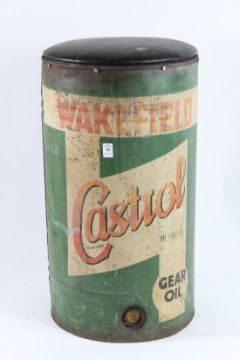 WAKEFIELD
Castrol
HI-PRESS
GEAR
OIL